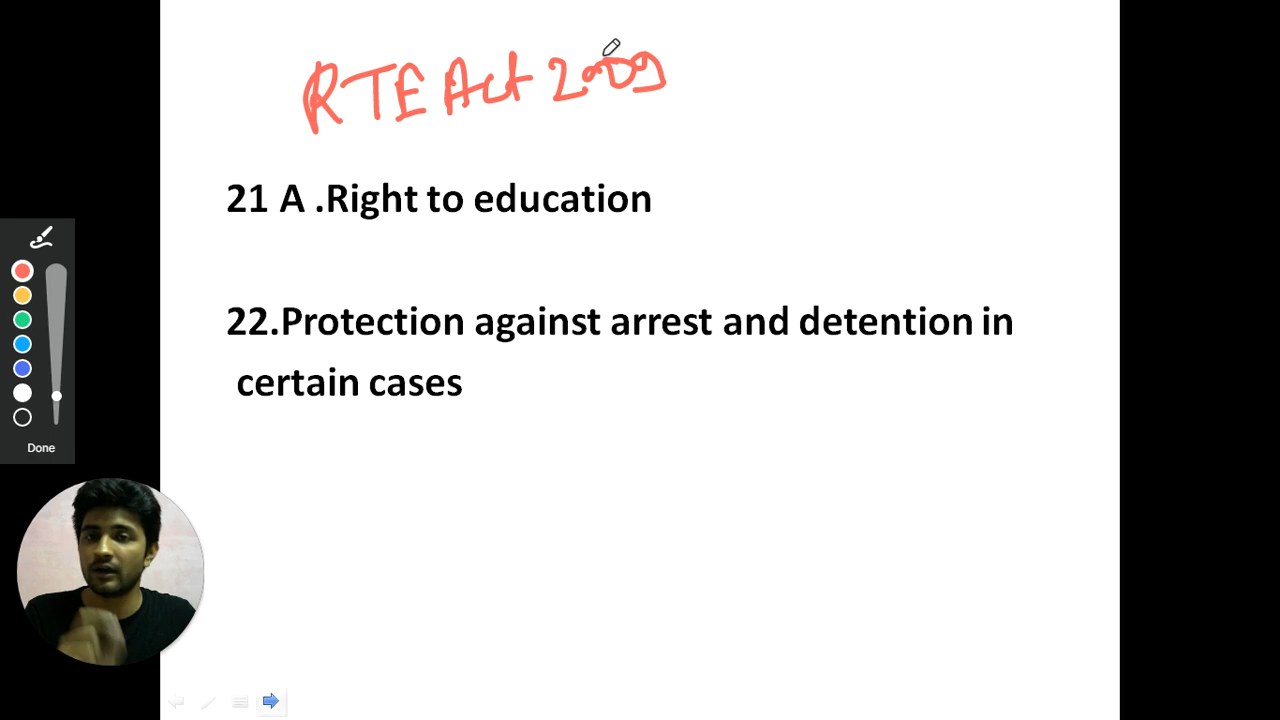 RTE Act 2009
21 A .Right to education
22.Protection against arrest and detention in
certain cases
Done